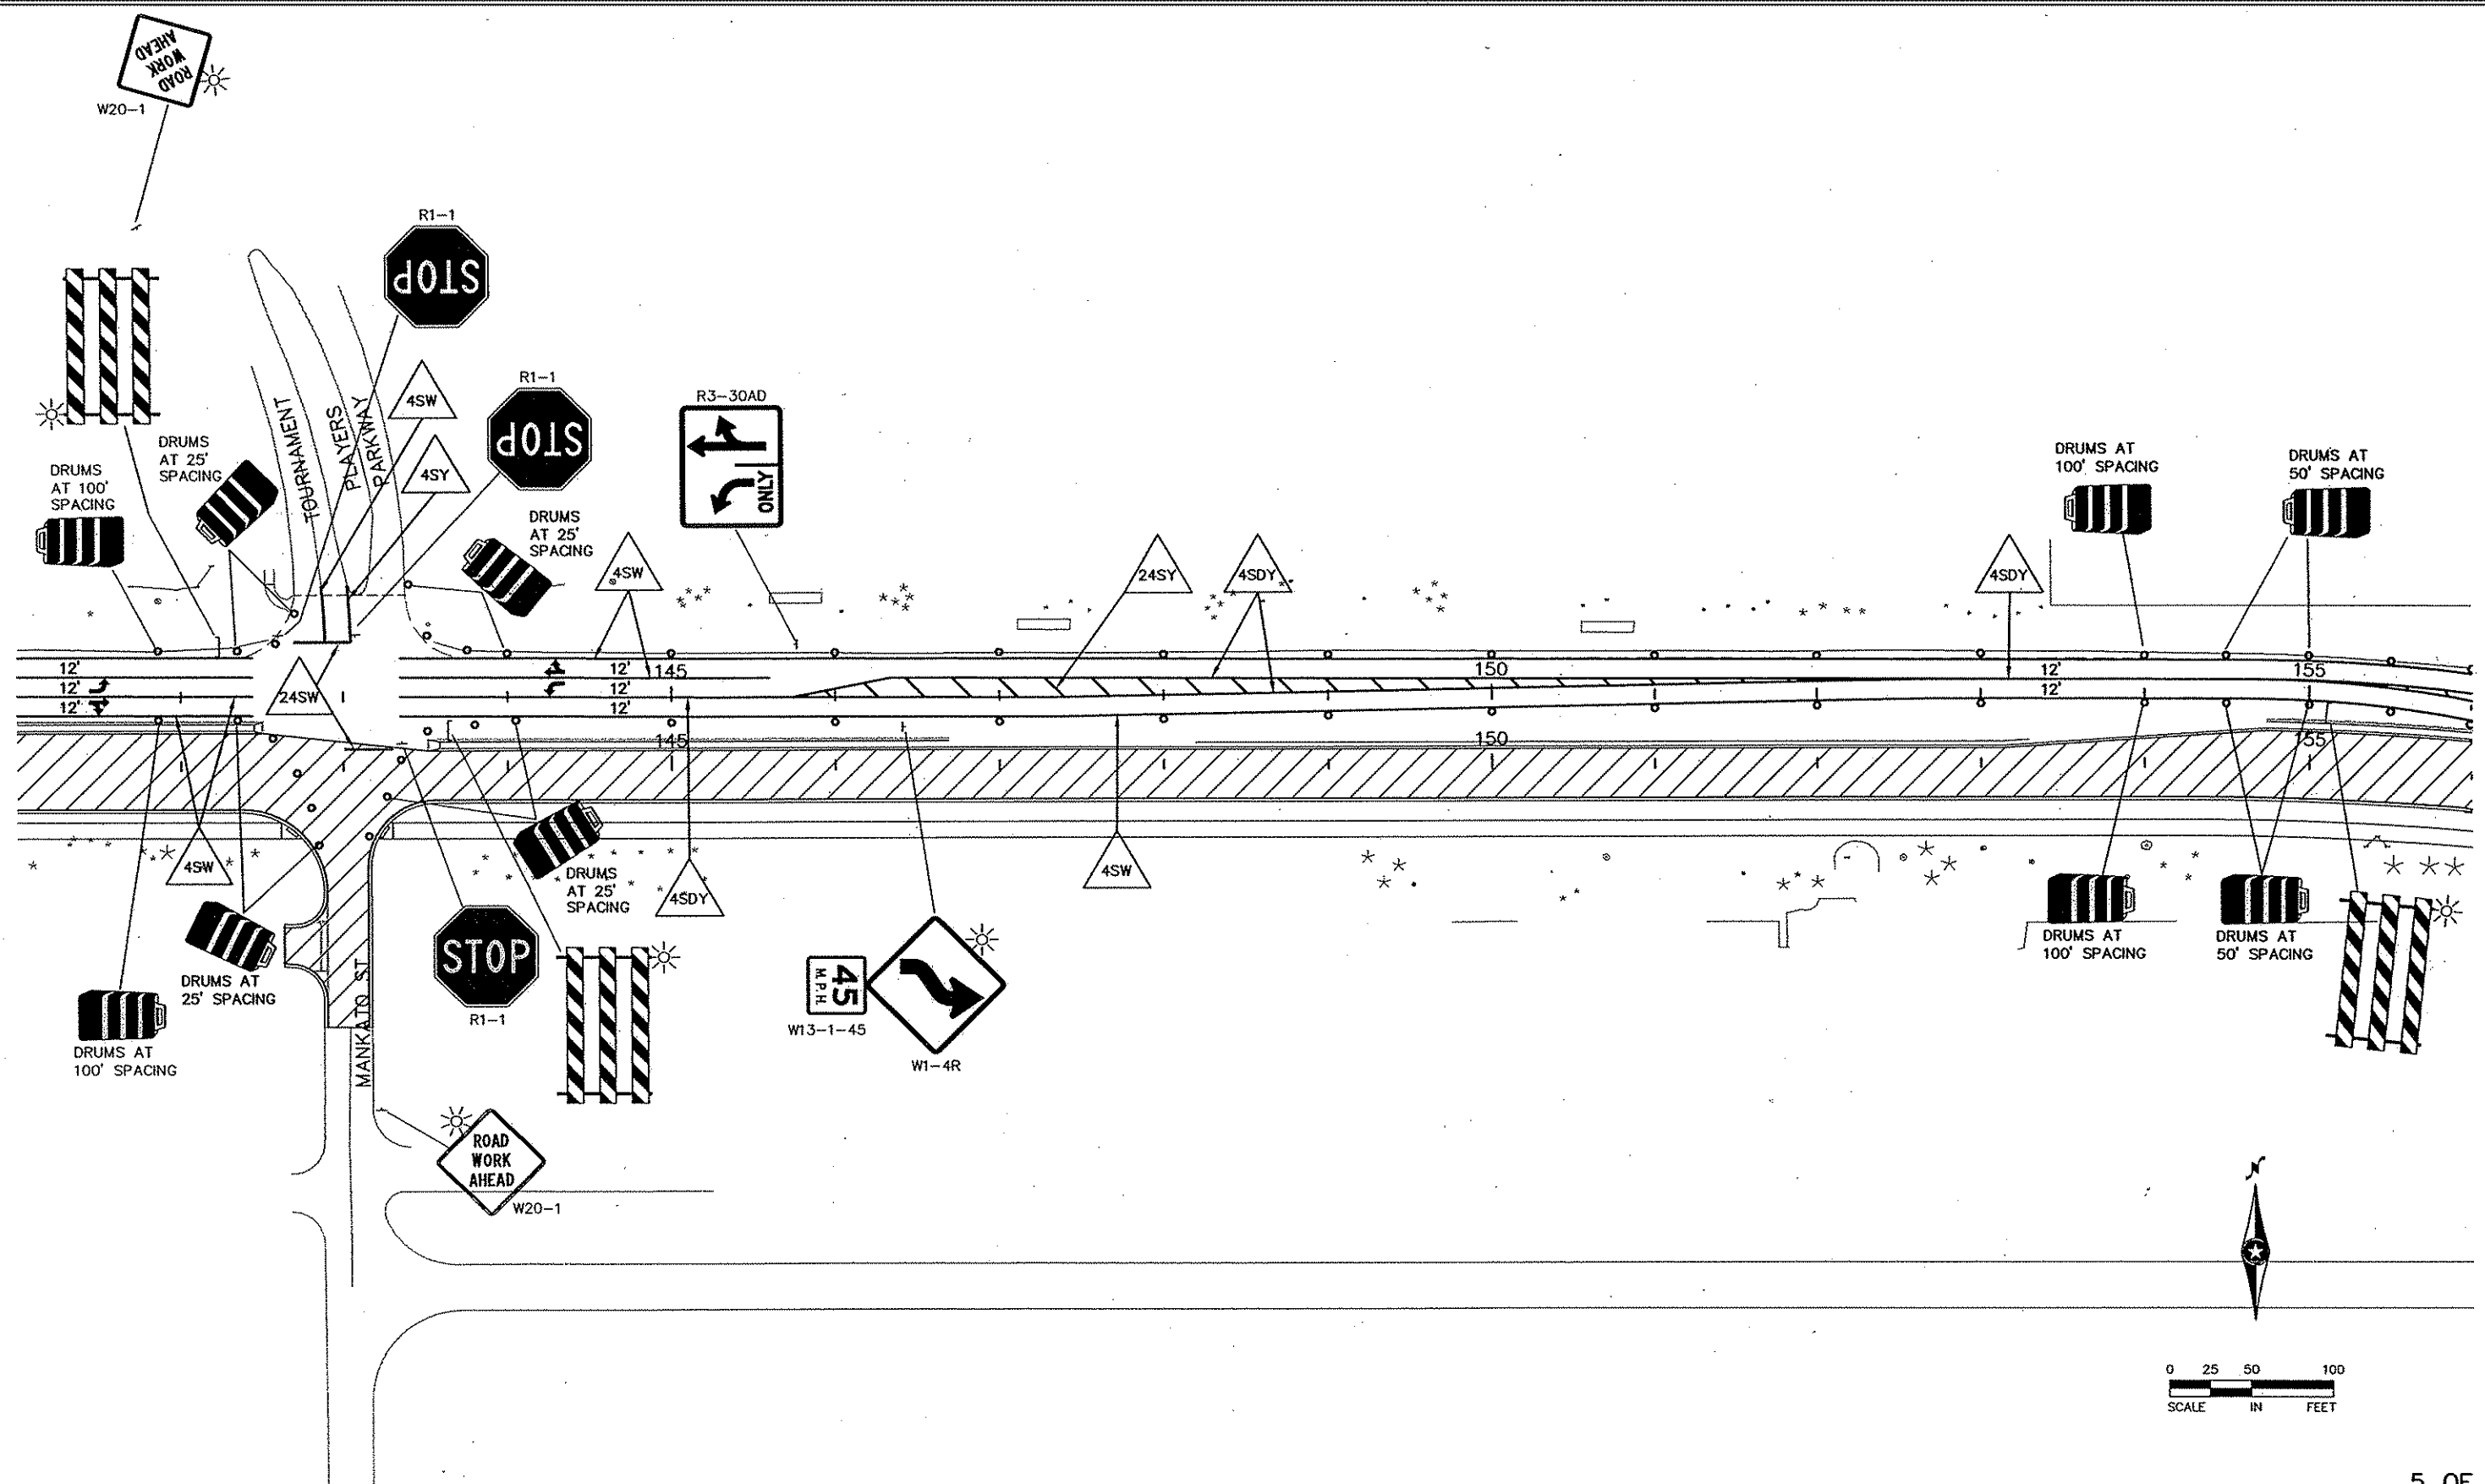 ROAD
WORK
AHEAD
W20-1
R1-1
STOP
4SW
R1-1
STOP
4SY
R3-30AD
ONLY
TOURNAMENT
PLAYERS
PARKWAY
DRUMS
AT 25'
SPACING
DRUMS
AT 100'
SPACING
DRUMS
AT 25'
SPACING
4SW
24SY
4SDY
4SDY
DRUMS AT
100' SPACING
DRUMS AT
50' SPACING
12'
12'
12'
24SW
12'
12'
12'
145
150
12'
12'
155
145
150
155
4SW
DRUMS AT
25' SPACING
DRUMS AT
100' SPACING
MANKATO ST
STOP
R1-1
DRUMS
AT 25'
SPACING
4SDY
45
M.P.H.
W13-1-45
W1-4R
4SW
DRUMS AT
100' SPACING
DRUMS AT
50' SPACING
ROAD
WORK
AHEAD
W20-1
N
0 25 50 100
SCALE IN FEET
5 OF